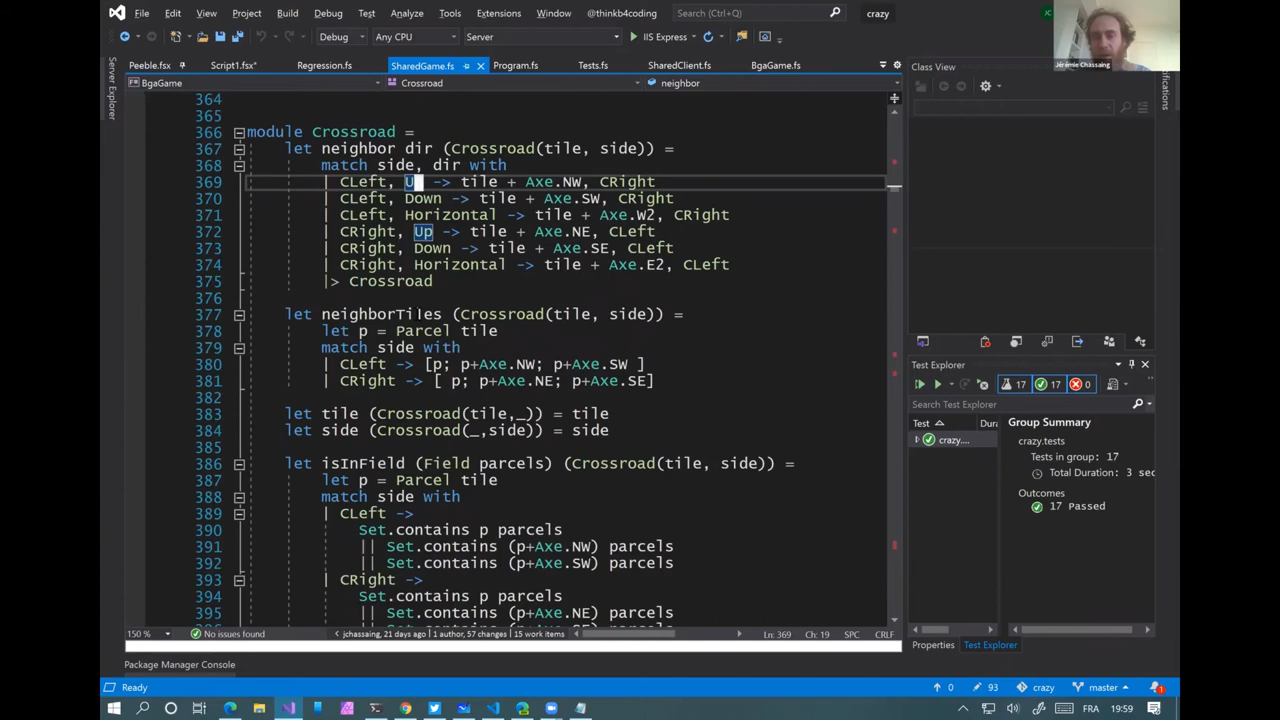 File Edit View Project Build Debug Test Analyze Tools Extensions Window @thinkb4coding Search (Ctrl+Q) crazy JC
Debug Any CPU Server IIS Express
Jérémie Chassaing
Peeble.fs Script1.fsx* Regression.fs SharedGame.fs Program.fs Tests.fs SharedClient.fs BgaGame.fs
BgaGame Crossroad neighbor
Server Explorer
Class View
364
365
366 module Crossroad =
367 let neighbor dir (Crossroad(tile, side)) =
368 match side, dir with
369 | CLeft, U -> tile + Axe.NW, CRight
370 | CLeft, Down -> tile + Axe.SW, CRight
371 | CLeft, Horizontal -> tile + Axe.W2, CRight
372 | CRight, Up -> tile + Axe.NE, CLeft
373 | CRight, Down -> tile + Axe.SE, CLeft
374 | CRight, Horizontal -> tile + Axe.E2, CLeft
375 |> Crossroad
376
377 let neighborTiles (Crossroad(tile, side)) =
378 let p = Parcel tile
379 match side with
380 | CLeft -> [p; p+Axe.NW; p+Axe.SW ]
381 | CRight -> [ p; p+Axe.NE; p+Axe.SE]
382
383 let tile (Crossroad(tile,_)) = tile
384 let side (Crossroad(_,side)) = side
385
386 let isInField (Field parcels) (Crossroad(tile, side)) =
387 let p = Parcel tile
388 match side with
389 | CLeft ->
390 Set.contains p parcels
391 || Set.contains (p+Axe.NW) parcels
392 || Set.contains (p+Axe.SW) parcels
393 | CRight ->
394 Set.contains p parcels
395 || Set.contains (p+Axe.NE) parcels
Test Explorer
17 17 0
Search Test Explorer
Test Dura
crazy....
Group Summary
crazy.tests
Tests in group: 17
Total Duration: 3 sec
Outcomes
17 Passed
150 % No issues found jchassaing, 21 days ago | 1 author, 57 changes | 15 work items Ln: 369 Ch: 19 SPC CRLF
Properties Test Explorer
Package Manager Console
Ready 0 93 crazy master 1
FRA 19:59